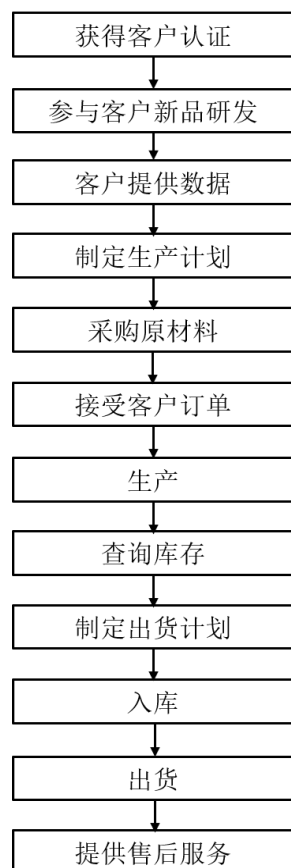 获得客户认证
参与客户新品研发
客户提供数据
制定生产计划
采购原材料
接受客户订单
生产
查询库存
制定出货计划
入库
出货
提供售后服务